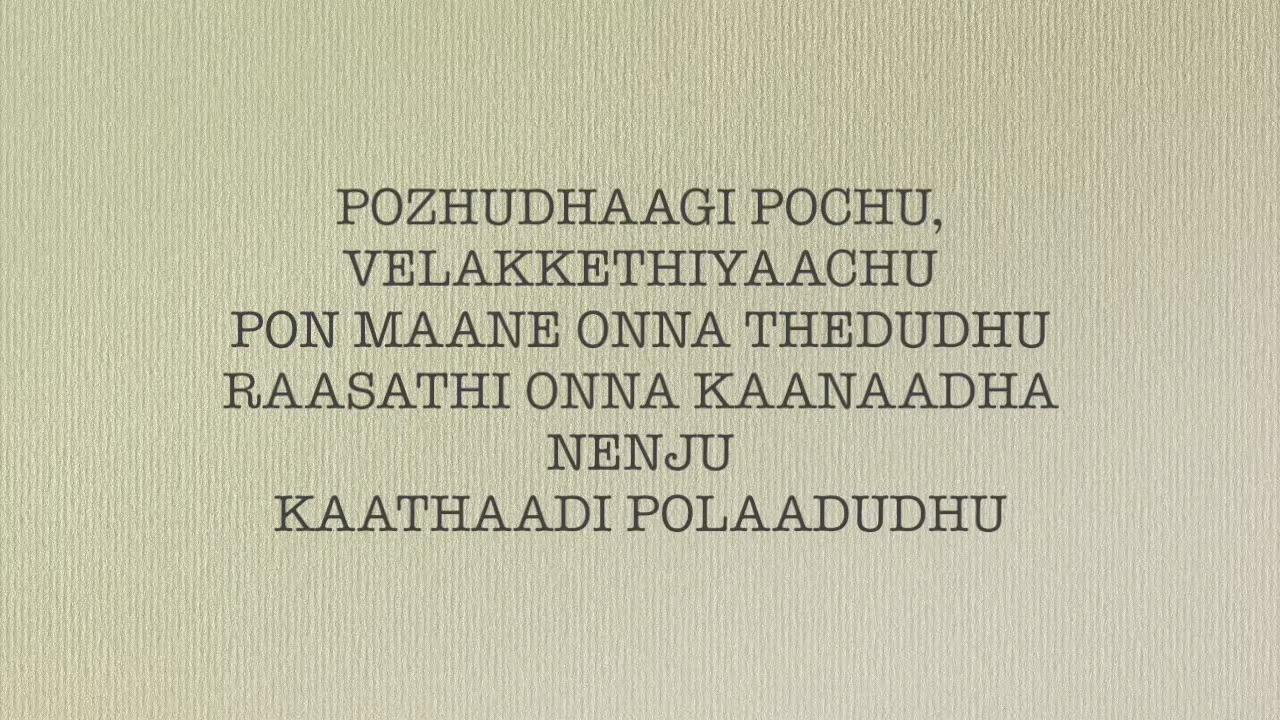 POZHUDHAAGI POCHU,
VELAKKETHIYAACHU
PON MAANE ONNA THEDUDHU
RAASATHI ONNA KAANAADHA
NENJU
KAATHAADI POLAADUDHU